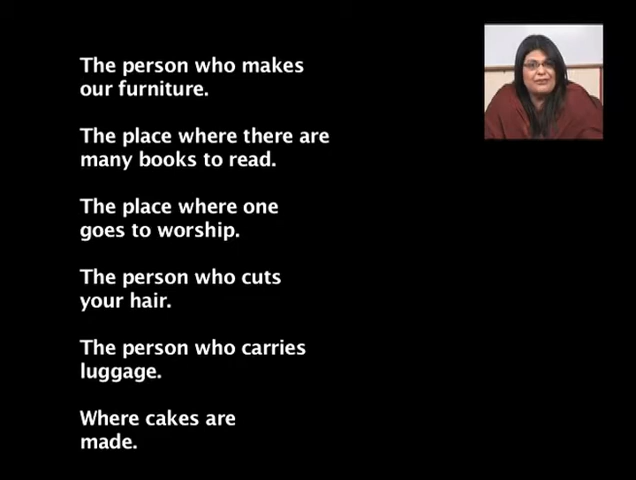 The person who makes
our furniture.
The place where there are
many books to read.
The place where one
goes to worship.
The person who cuts
your hair.
The person who carries
luggage.
Where cakes are
made.